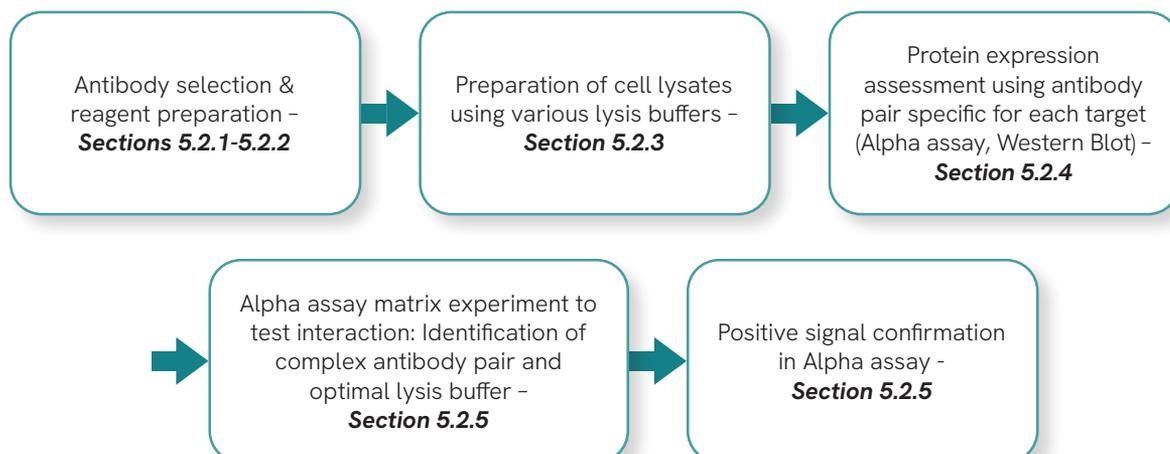 Antibody selection &
reagent preparation –
Sections 5.2.1-5.2.2
Preparation of cell lysates
using various lysis buffers –
Section 5.2.3
Protein expression
assessment using antibody
pair specific for each target
(Alpha assay, Western Blot) –
Section 5.2.4
Alpha assay matrix experiment to
test interaction: Identification of
complex antibody pair and
optimal lysis buffer –
Section 5.2.5
Positive signal confirmation
in Alpha assay -
Section 5.2.5